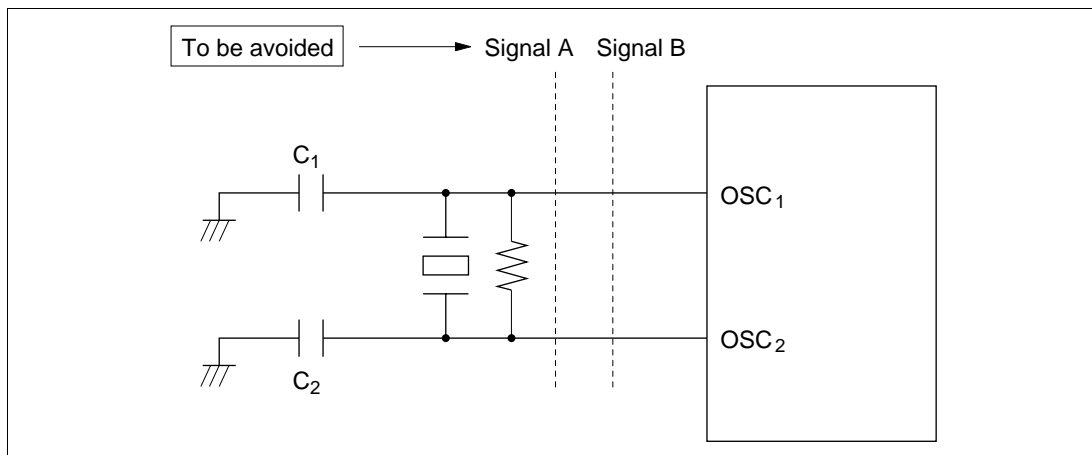 To be avoided
Signal A
Signal B
C1
OSC1
OSC2
C2